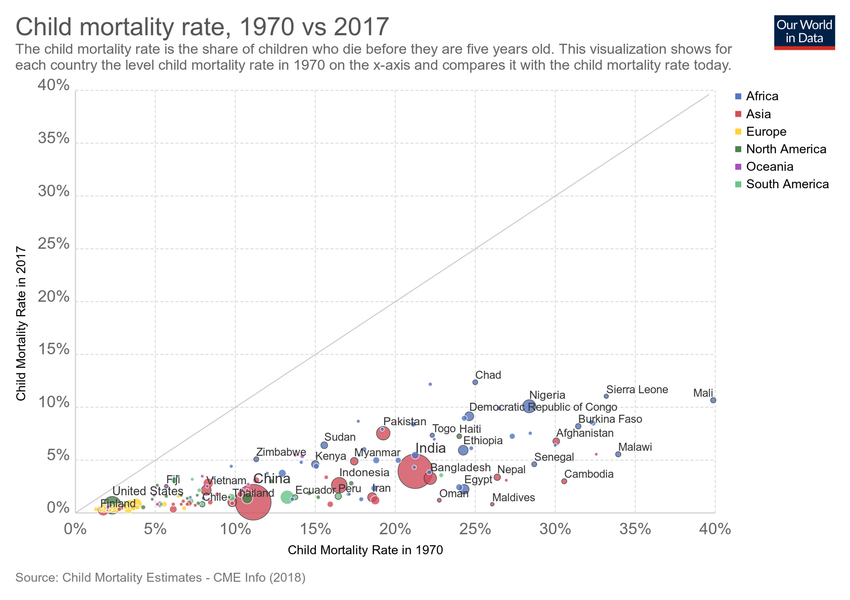 Child mortality rate, 1970 vs 2017
Our World
in Data
The child mortality rate is the share of children who die before they are five years old. This visualization shows for
each country the level child mortality rate in 1970 on the x-axis and compares it with the child mortality rate today.
40%
35%
30%
25%
20%
15%
10%
5%
0%
Child Mortality Rate in 2017
Africa
Asia
Europe
North America
Oceania
South America
Chad
Sierra Leone
Mali
Nigeria
Democratic Republic of Congo
Burkina Faso
Pakistan
Togo
Haiti
Afghanistan
Sudan
Ethiopia
Malawi
Zimbabwe
Kenya
Myanmar
India
Senegal
Bangladesh
Nepal
Cambodia
Fiji
Vietnam
China
Indonesia
Egypt
United States
Chile
Thailand
Ecuador
Peru
Iran
Oman
Maldives
Finland
0%
5%
10%
15%
20%
25%
30%
35%
40%
Child Mortality Rate in 1970
Source: Child Mortality Estimates - CME Info (2018)